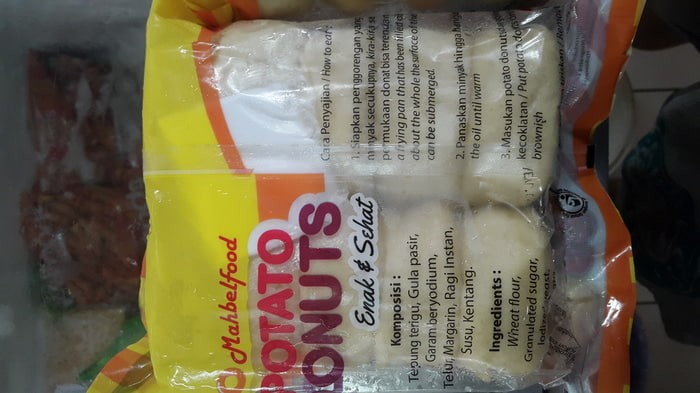 Mahbelfood
POTATO
ONUTS
Enak & Sehat
Komposisi :
Tepung terigu, Gula pasir,
Garam beryodium,
Telur, Margarin, Ragi Instan,
Susu, Kentang.
Ingredients :
Wheat flour,
Granulated sugar,
Cara Penyajian / How to eat :
1. Siapkan penggorengan yang
minyak secukupnya, kira-kira
permukaan donat bisa
a frying pan that has been filled
about the whole the surface of the
can be submerged
2. Panaskan minyak hingga
the oil until warm
3. Masukan potato donuts
kecoklatan / Put potato
brownish